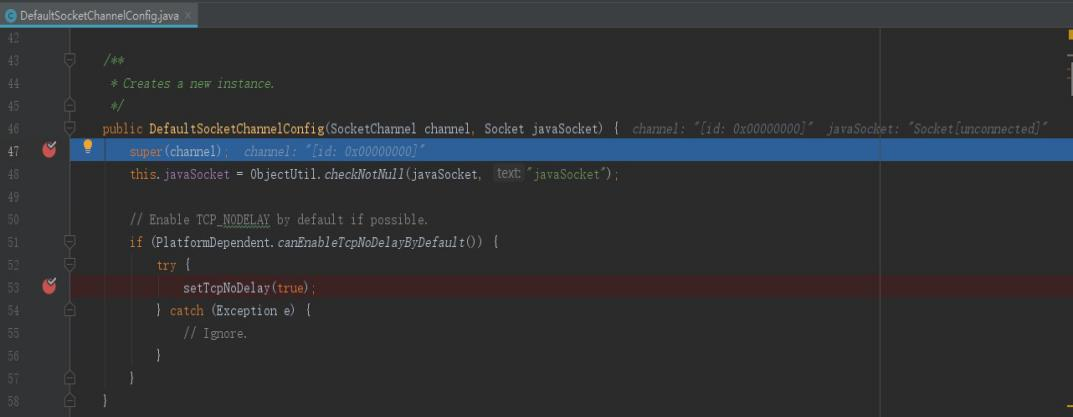 DefaultSocketChannelConfig.java
42
43 /**
44 * Creates a new instance.
45 */
46 public DefaultSocketChannelConfig(SocketChannel channel, Socket javaSocket) { channel: "[id: 0x00000000]" javaSocket: "Socket[unconnected]"
47 super(channel); channel: "[id: 0x00000000]"
48 this.javaSocket = ObjectUtil.checkNotNull(javaSocket, text: "javaSocket");
49
50 // Enable TCP_NODELAY by default if possible.
51 if (PlatformDependent.canEnableTcpNoDelayByDefault()) {
52 try {
53 setTcpNoDelay(true);
54 } catch (Exception e) {
55 // Ignore.
56 }
57 }
58 }